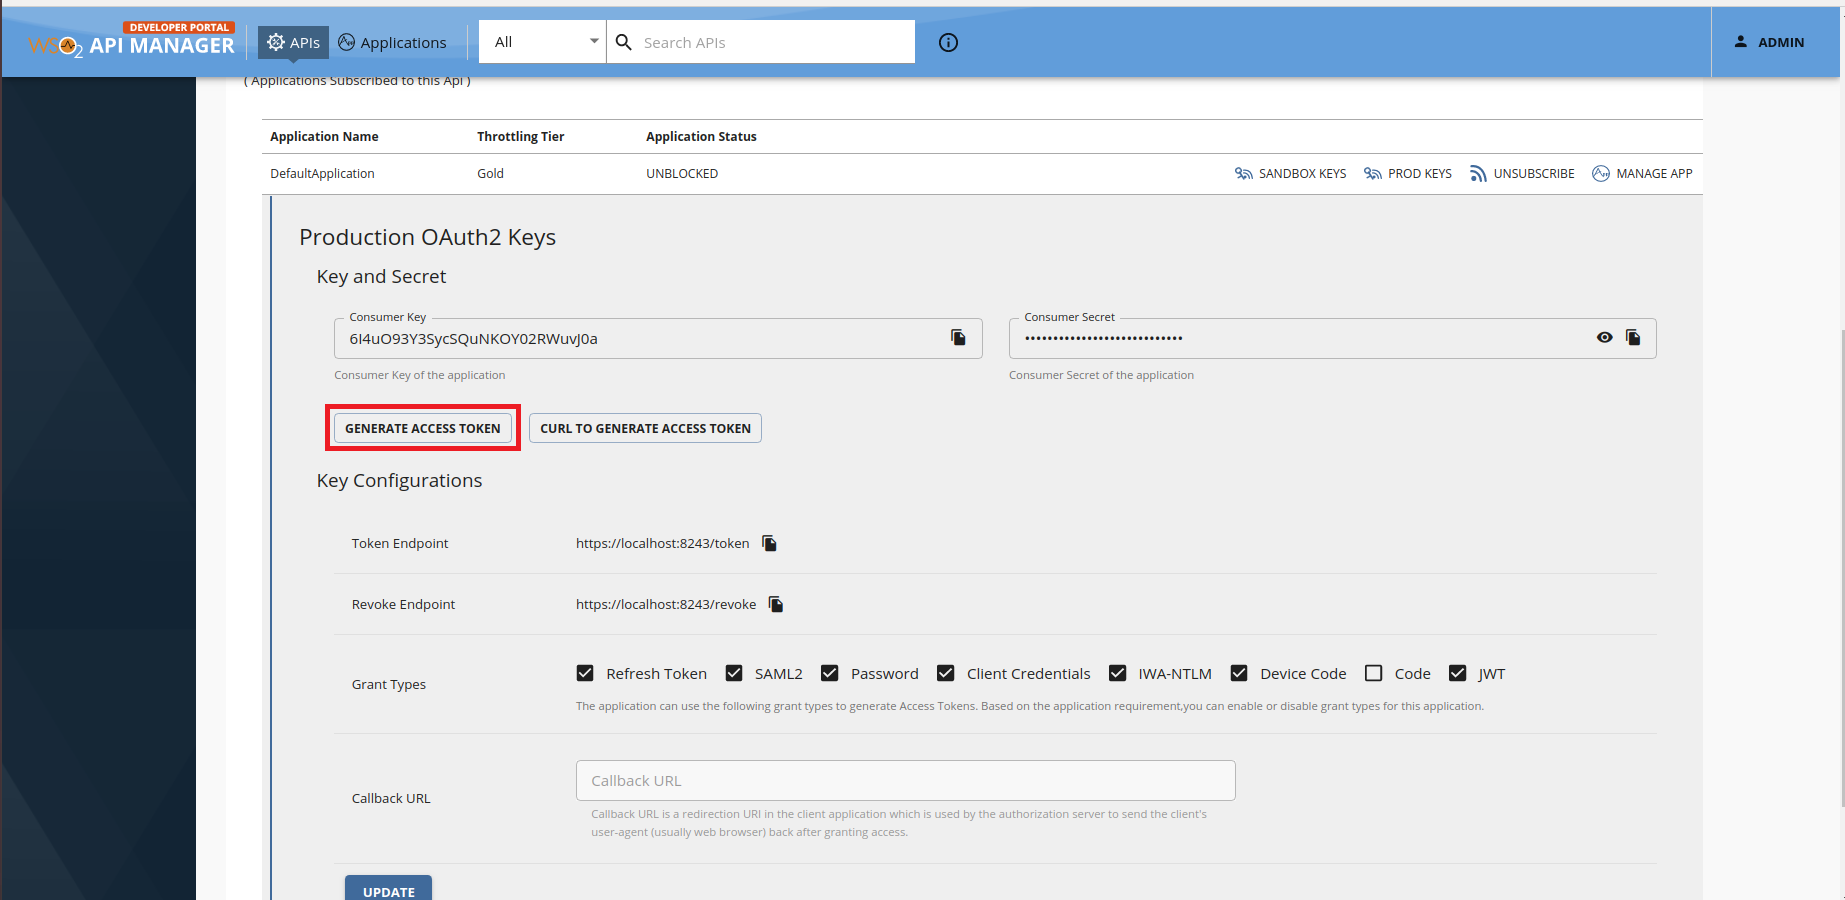 DEVELOPER PORTAL
WSO2 API MANAGER
APIs
Applications
All
Search APIs
ADMIN
( Applications Subscribed to this Api )
Application Name Throttling Tier Application Status
DefaultApplication Gold UNBLOCKED SANDBOX KEYS PROD KEYS UNSUBSCRIBE MANAGE APP
Production OAuth2 Keys
Key and Secret
Consumer Key
6I4uO93Y3SycSQuNKOY02RWuvJ0a
Consumer Key of the application
Consumer Secret
••••••••••••••••••••••••••••
Consumer Secret of the application
GENERATE ACCESS TOKEN
CURL TO GENERATE ACCESS TOKEN
Key Configurations
Token Endpoint https://localhost:8243/token
Revoke Endpoint https://localhost:8243/revoke
Grant Types
Refresh Token SAML2 Password Client Credentials IWA-NTLM Device Code Code JWT
The application can use the following grant types to generate Access Tokens. Based on the application requirement,you can enable or disable grant types for this application.
Callback URL
Callback URL
Callback URL is a redirection URI in the client application which is used by the authorization server to send the client's
user-agent (usually web browser) back after granting access.
UPDATE